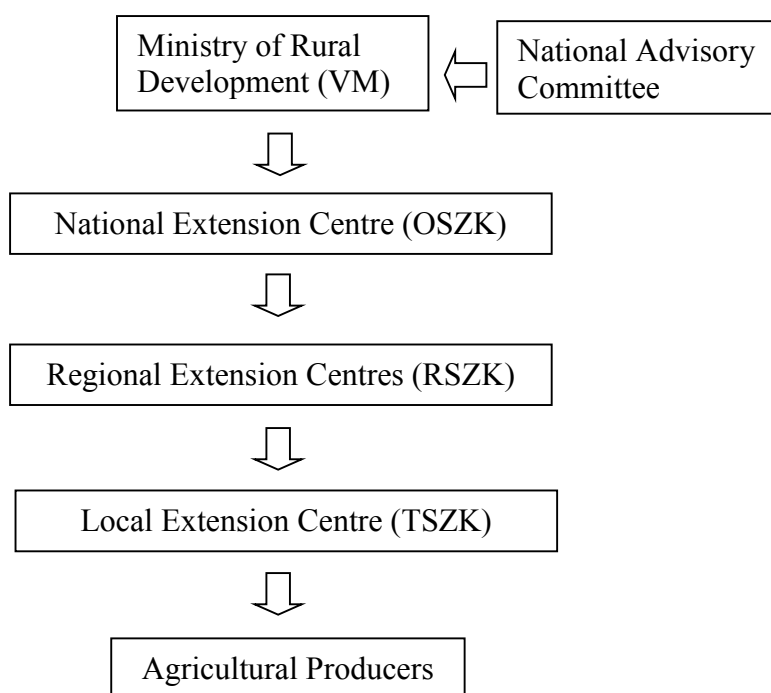 Ministry of Rural
Development (VM)
National Advisory
Committee
National Extension Centre (OSZK)
Regional Extension Centres (RSZK)
Local Extension Centre (TSZK)
Agricultural Producers